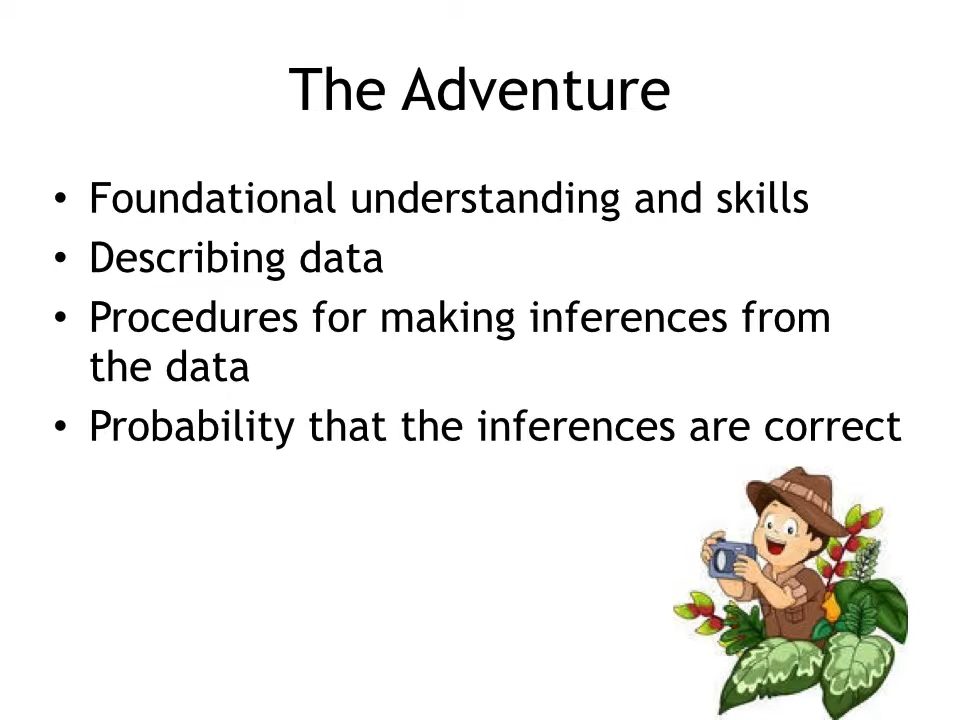 The Adventure
• Foundational understanding and skills
• Describing data
• Procedures for making inferences from
the data
• Probability that the inferences are correct